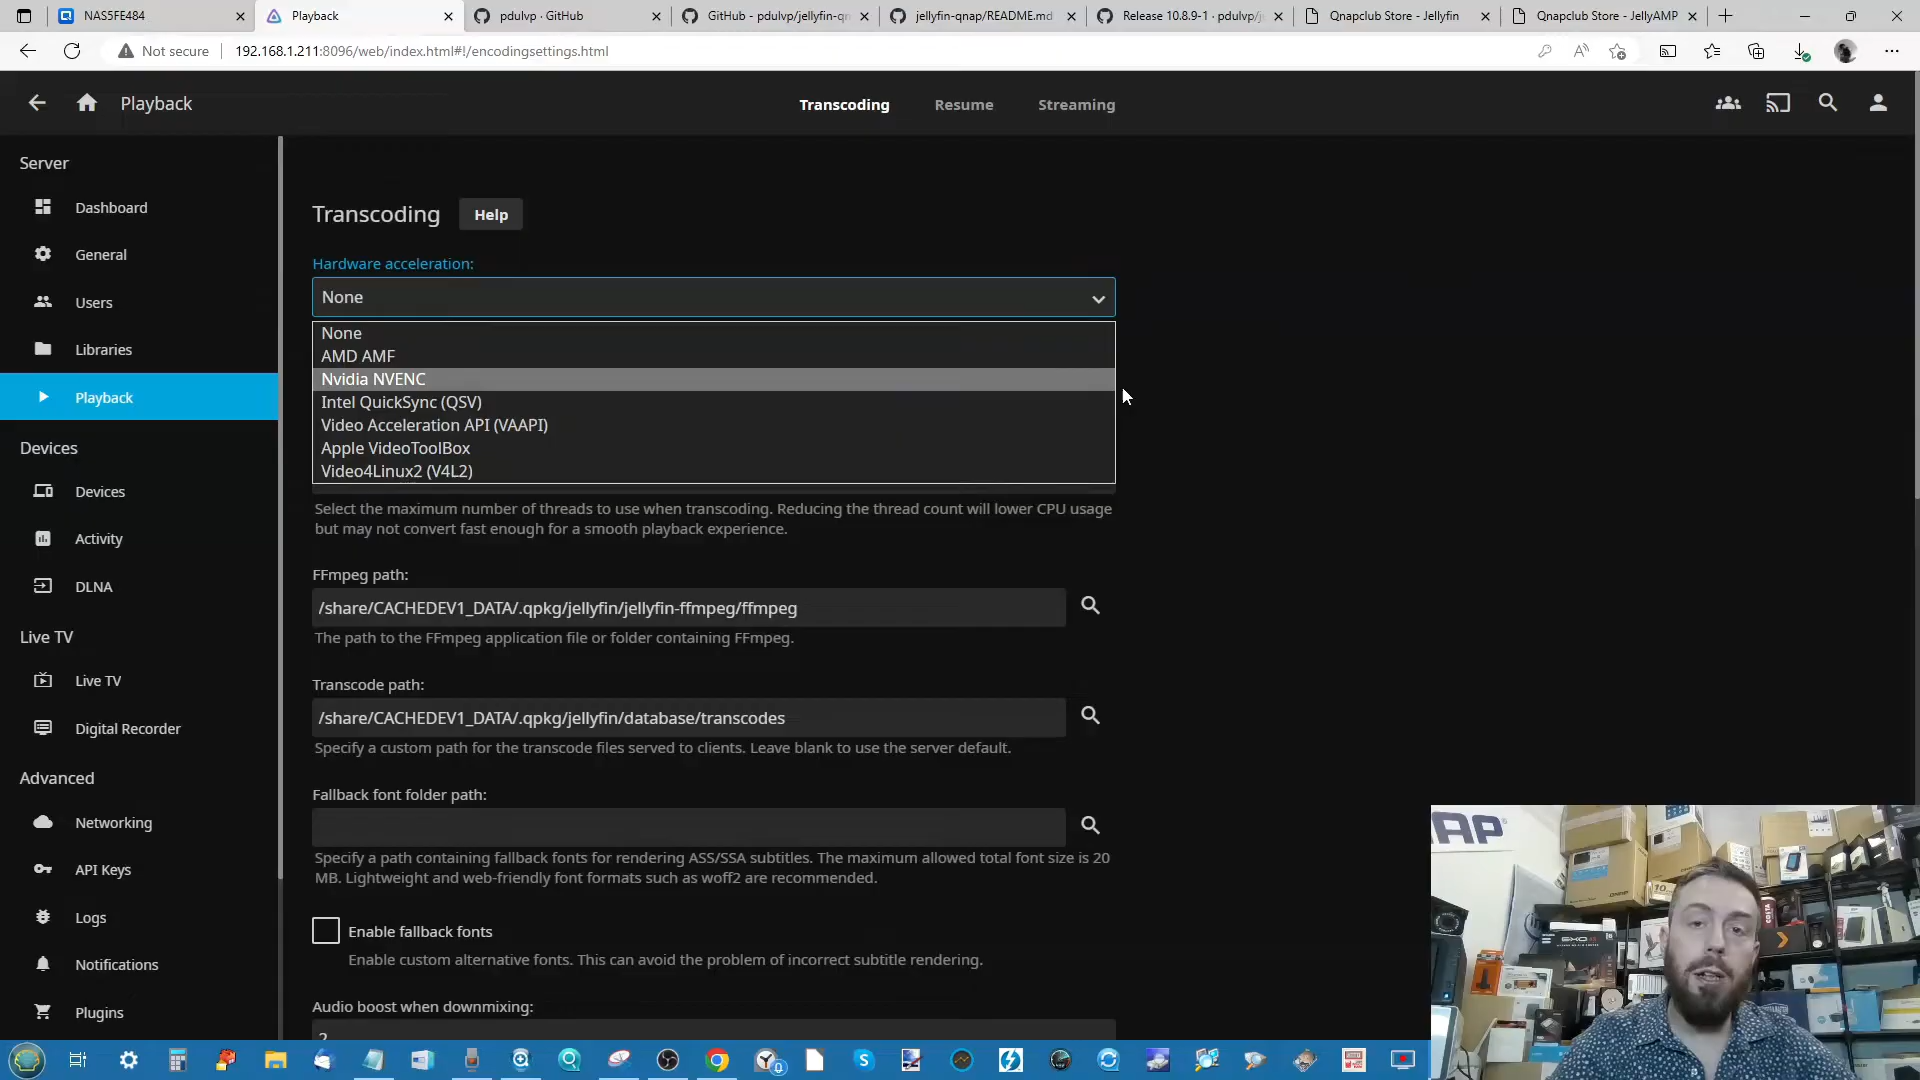 NAS5FE484
Playback
pdulvp · GitHub
GitHub - pdulvp/jellyfin-qn
jellyfin-qnap/README.md
Release 10.8.9-1 · pdulvp/j
Qnapclub Store - Jellyfin
Qnapclub Store - JellyAMP
Not secure
192.168.1.211:8096/web/index.html#!/encodingsettings.html
Playback
Transcoding
Resume
Streaming
Server
Dashboard
General
Users
Libraries
Playback
Devices
Devices
Activity
DLNA
Live TV
Live TV
Digital Recorder
Advanced
Networking
API Keys
Logs
Notifications
Plugins
Transcoding
Help
Hardware acceleration:
None
None
AMD AMF
Nvidia NVENC
Intel QuickSync (QSV)
Video Acceleration API (VAAPI)
Apple VideoToolBox
Video4Linux2 (V4L2)
Select the maximum number of threads to use when transcoding. Reducing the thread count will lower CPU usage
but may not convert fast enough for a smooth playback experience.
FFmpeg path:
/share/CACHEDEV1_DATA/.qpkg/jellyfin/jellyfin-ffmpeg/ffmpeg
The path to the FFmpeg application file or folder containing FFmpeg.
Transcode path:
/share/CACHEDEV1_DATA/.qpkg/jellyfin/database/transcodes
Specify a custom path for the transcode files served to clients. Leave blank to use the server default.
Fallback font folder path:
Specify a path containing fallback fonts for rendering ASS/SSA subtitles. The maximum allowed total font size is 20
MB. Lightweight and web-friendly font formats such as woff2 are recommended.
Enable fallback fonts
Enable custom alternative fonts. This can avoid the problem of incorrect subtitle rendering.
Audio boost when downmixing:
2